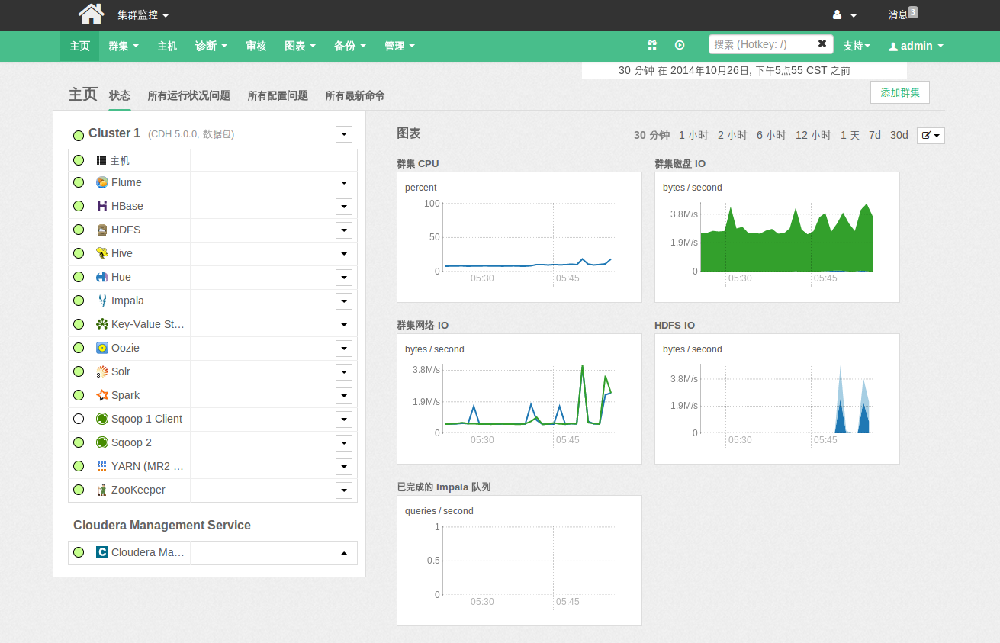 集群监控
消息 3
主页 群集 主机 诊断 审核 图表 备份 管理 搜索 (Hotkey: /) 支持 admin
30 分钟 在 2014年10月26日, 下午5点55 CST 之前
主页 状态 所有运行状况问题 所有配置问题 所有最新命令 添加群集
Cluster 1 (CDH 5.0.0, 数据包)
主机
Flume
HBase
HDFS
Hive
Hue
Impala
Key-Value St...
Oozie
Solr
Spark
Sqoop 1 Client
Sqoop 2
YARN (MR2 ...
ZooKeeper
Cloudera Management Service
Cloudera Ma...
图表 30 分钟 1 小时 2 小时 6 小时 12 小时 1 天 7d 30d
群集 CPU
percent
100
50
0
05:30 05:45
群集磁盘 IO
bytes / second
3.8M/s
1.9M/s
0
05:30 05:45
群集网络 IO
bytes / second
3.8M/s
1.9M/s
0
05:30 05:45
HDFS IO
bytes / second
3.8M/s
1.9M/s
0
05:30 05:45
已完成的 Impala 队列
queries / second
1
0.5
0
05:30 05:45